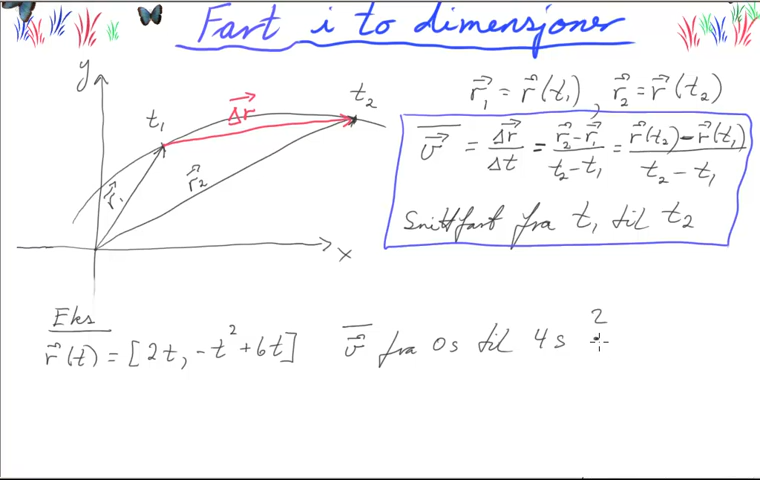 Fart i to dimensjoner
y
t₁
Δr⃗
t₂
r⃗₁
r⃗₂
x
r⃗₁ = r⃗(t₁), r⃗₂ = r⃗(t₂)
v̅⃗ = Δr⃗/Δt = (r⃗₂ - r⃗₁)/(t₂ - t₁) = (r⃗(t₂) - r⃗(t₁))/(t₂ - t₁)
Snittfart fra t₁ til t₂
Eks
r⃗(t) = [2t, -t² + 6t] v̅⃗ fra 0s til 4s ?